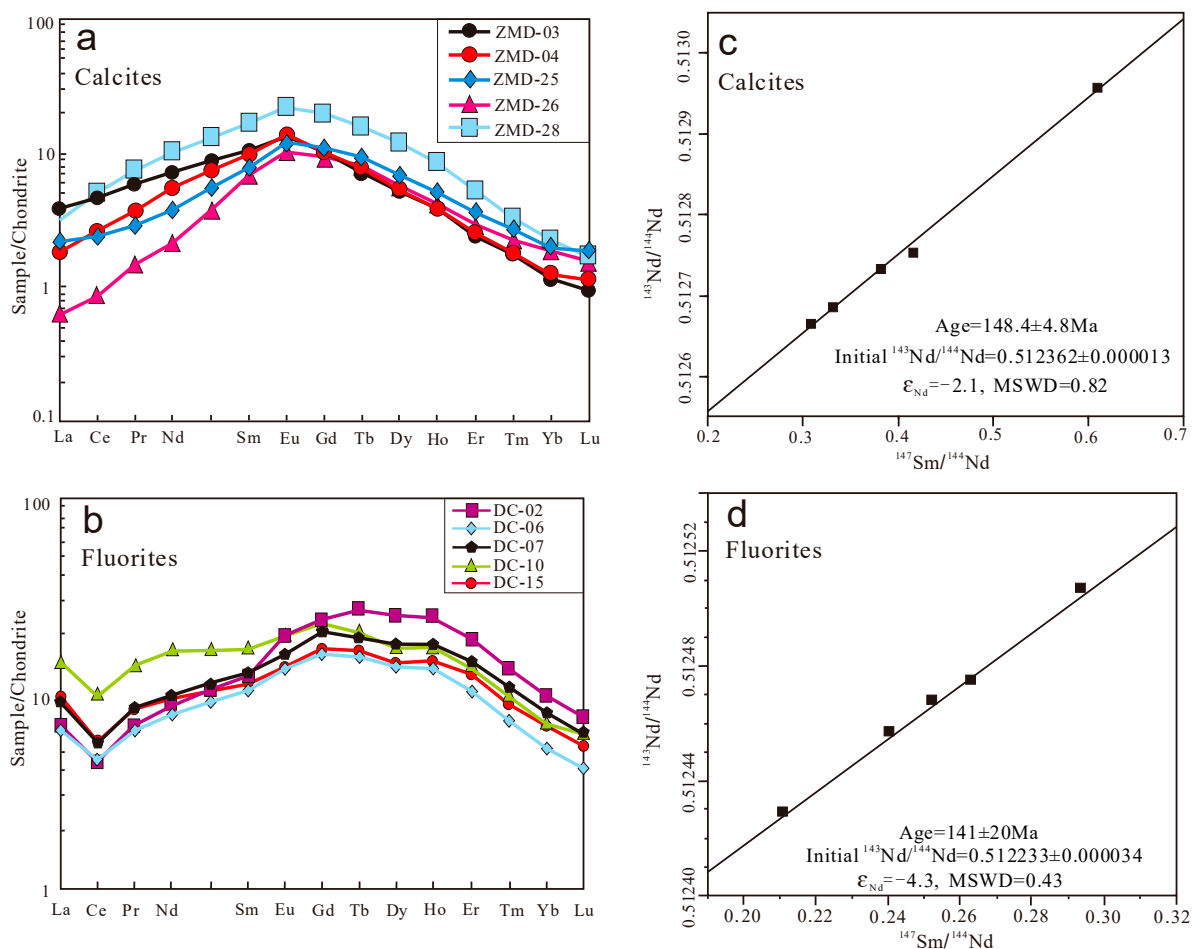 a
Calcites
Sample/Chondrite
100
10
1
0.1
ZMD-03
ZMD-04
ZMD-25
ZMD-26
ZMD-28
La Ce Pr Nd Sm Eu Gd Tb Dy Ho Er Tm Yb Lu
c
Calcites
¹⁴³Nd/¹⁴⁴Nd
0.5130
0.5129
0.5128
0.5127
0.5126
Age=148.4±4.8Ma
Initial ¹⁴³Nd/¹⁴⁴Nd=0.512362±0.000013
εNd=−2.1, MSWD=0.82
0.2 0.3 0.4 0.5 0.6 0.7
¹⁴⁷Sm/¹⁴⁴Nd
b
Fluorites
Sample/Chondrite
100
10
1
DC-02
DC-06
DC-07
DC-10
DC-15
La Ce Pr Nd Sm Eu Gd Tb Dy Ho Er Tm Yb Lu
d
Fluorites
¹⁴³Nd/¹⁴⁴Nd
0.51252
0.51248
0.51244
0.51240
Age=141±20Ma
Initial ¹⁴³Nd/¹⁴⁴Nd=0.512233±0.000034
εNd=−4.3, MSWD=0.43
0.20 0.22 0.24 0.26 0.28 0.30 0.32
¹⁴⁷Sm/¹⁴⁴Nd